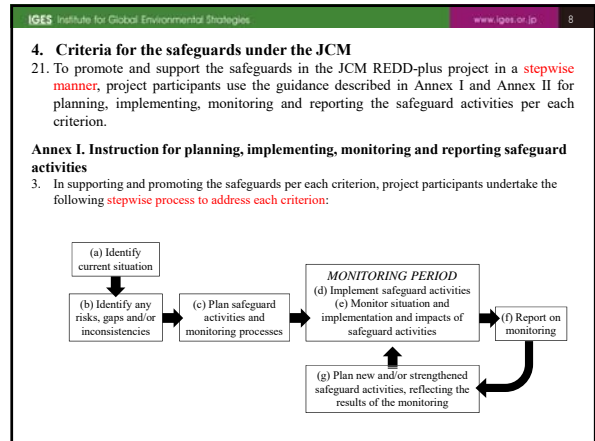 IGES Institute for Global Environmental Strategies
www.iges.or.jp
8
4. Criteria for the safeguards under the JCM
21. To promote and support the safeguards in the JCM REDD-plus project in a stepwise
manner, project participants use the guidance described in Annex I and Annex II for
planning, implementing, monitoring and reporting the safeguard activities per each
criterion.
Annex I. Instruction for planning, implementing, monitoring and reporting safeguard
activities
3. In supporting and promoting the safeguards per each criterion, project participants undertake the
following stepwise process to address each criterion:
(a) Identify
current situation
(b) Identify any
risks, gaps and/or
inconsistencies
(c) Plan safeguard
activities and
monitoring processes
MONITORING PERIOD
(d) Implement safeguard activities
(e) Monitor situation and
implementation and impacts of
safeguard activities
(f) Report on
monitoring
(g) Plan new and/or strengthened
safeguard activities, reflecting the
results of the monitoring